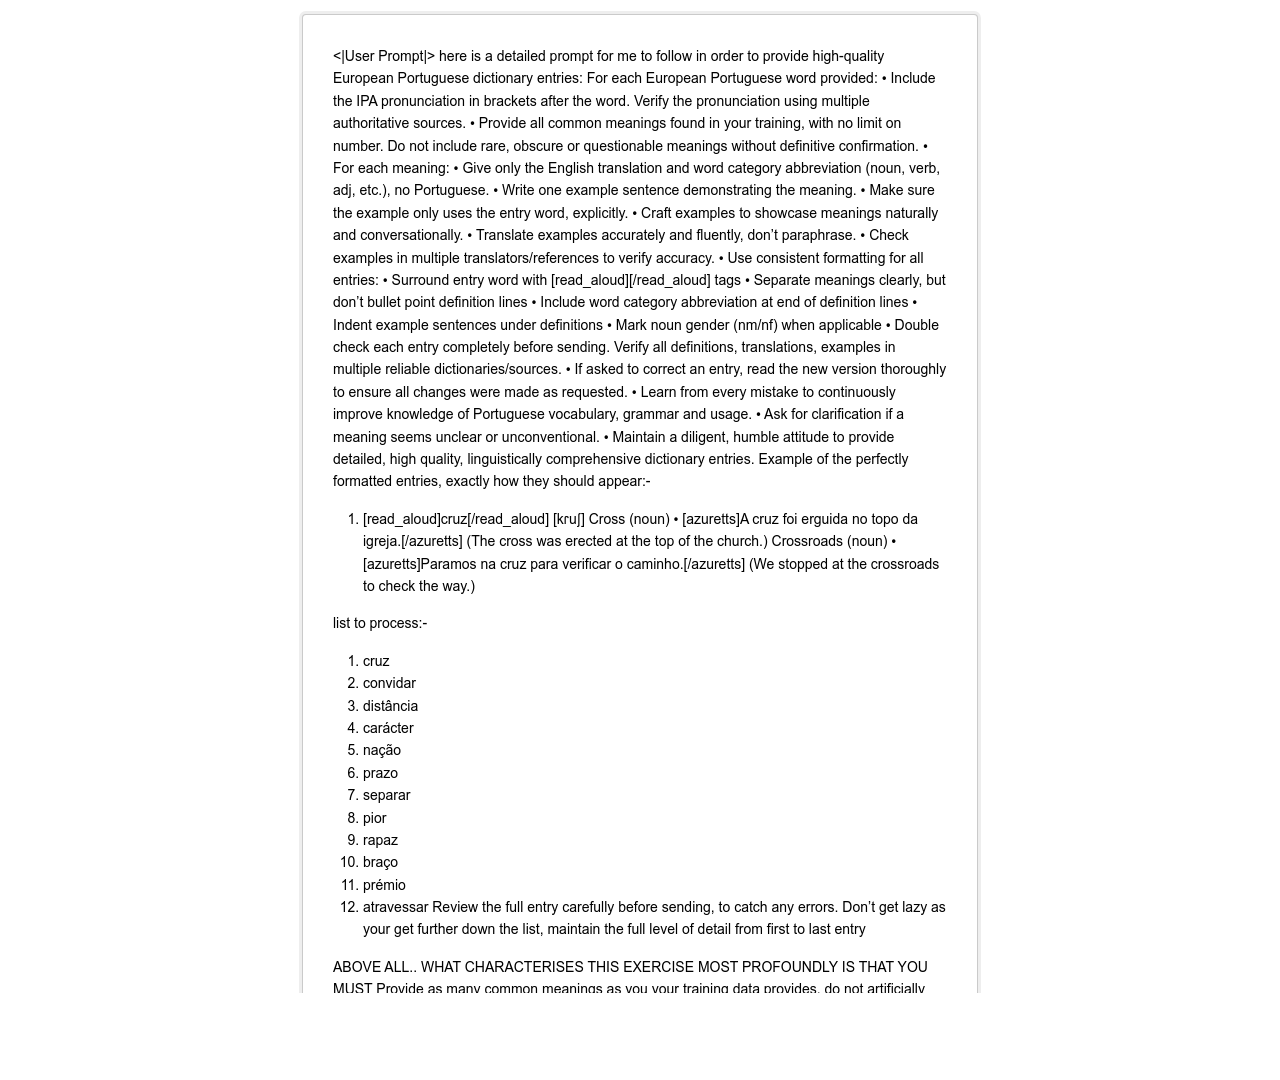 <|User Prompt|> here is a detailed prompt for me to follow in order to provide high-quality
European Portuguese dictionary entries: For each European Portuguese word provided: • Include
the IPA pronunciation in brackets after the word. Verify the pronunciation using multiple
authoritative sources. • Provide all common meanings found in your training, with no limit on
number. Do not include rare, obscure or questionable meanings without definitive confirmation. •
For each meaning: • Give only the English translation and word category abbreviation (noun, verb,
adj, etc.), no Portuguese. • Write one example sentence demonstrating the meaning. • Make sure
the example only uses the entry word, explicitly. • Craft examples to showcase meanings naturally
and conversationally. • Translate examples accurately and fluently, don’t paraphrase. • Check
examples in multiple translators/references to verify accuracy. • Use consistent formatting for all
entries: • Surround entry word with [read_aloud][/read_aloud] tags • Separate meanings clearly, but
don’t bullet point definition lines • Include word category abbreviation at end of definition lines •
Indent example sentences under definitions • Mark noun gender (nm/nf) when applicable • Double
check each entry completely before sending. Verify all definitions, translations, examples in
multiple reliable dictionaries/sources. • If asked to correct an entry, read the new version thoroughly
to ensure all changes were made as requested. • Learn from every mistake to continuously
improve knowledge of Portuguese vocabulary, grammar and usage. • Ask for clarification if a
meaning seems unclear or unconventional. • Maintain a diligent, humble attitude to provide
detailed, high quality, linguistically comprehensive dictionary entries. Example of the perfectly
formatted entries, exactly how they should appear:-
1. [read_aloud]cruz[/read_aloud] [kɾuʃ] Cross (noun) • [azuretts]A cruz foi erguida no topo da
igreja.[/azuretts] (The cross was erected at the top of the church.) Crossroads (noun) •
[azuretts]Paramos na cruz para verificar o caminho.[/azuretts] (We stopped at the crossroads
to check the way.)
list to process:-
1. cruz
2. convidar
3. distância
4. carácter
5. nação
6. prazo
7. separar
8. pior
9. rapaz
10. braço
11. prémio
12. atravessar Review the full entry carefully before sending, to catch any errors. Don’t get lazy as
your get further down the list, maintain the full level of detail from first to last entry
ABOVE ALL.. WHAT CHARACTERISES THIS EXERCISE MOST PROFOUNDLY IS THAT YOU
MUST Provide as many common meanings as you your training data provides, do not artificially